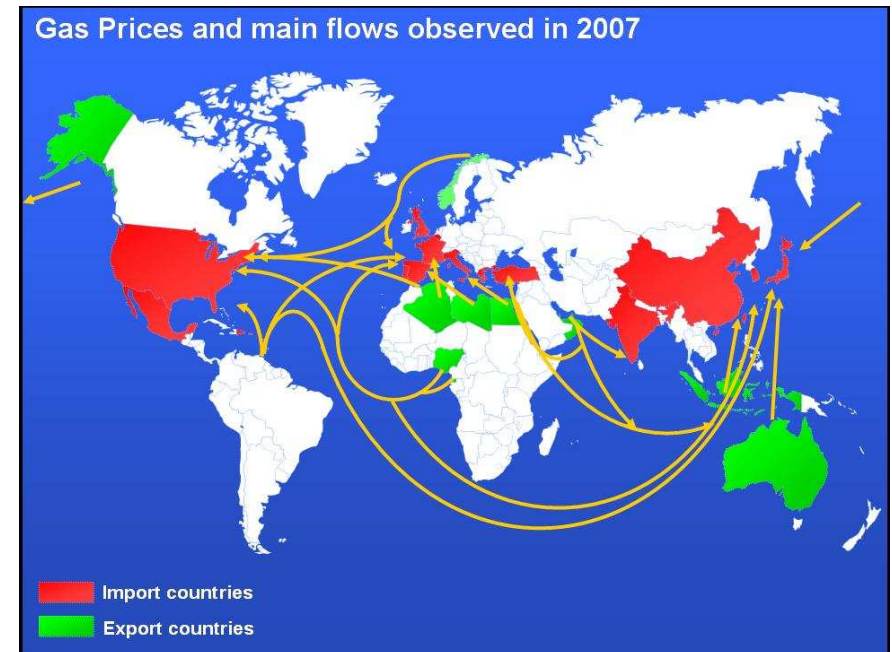 Gas Prices and main flows observed in 2007
Import countries
Export countries